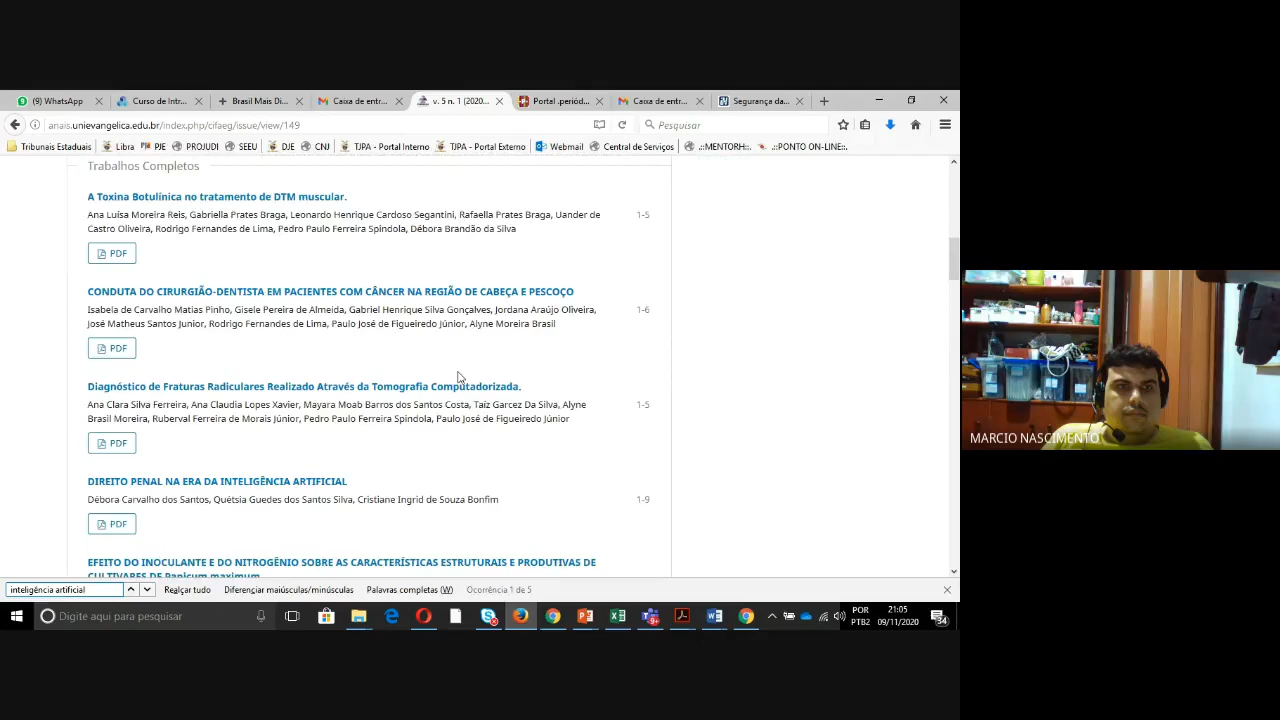 (9) WhatsApp
Curso de Intr...
Brasil Mais Di...
Caixa de entr...
v. 5 n. 1 (2020...
Portal .periód...
Caixa de entr...
Segurança da...
anais.unievangelica.edu.br/index.php/cifaeg/issue/view/149
Pesquisar
Tribunais Estaduais
Libra
PJE
PROJUDI
SEEU
DJE
CNJ
TJPA - Portal Interno
TJPA - Portal Externo
Webmail
Central de Serviços
.::MENTORH::.
.::PONTO ON-LINE::.
Trabalhos Completos
A Toxina Botulínica no tratamento de DTM muscular.
Ana Luísa Moreira Reis, Gabriella Prates Braga, Leonardo Henrique Cardoso Segantini, Rafaella Prates Braga, Uander de
1-5
Castro Oliveira, Rodrigo Fernandes de Lima, Pedro Paulo Ferreira Spindola, Débora Brandão da Silva
PDF
CONDUTA DO CIRURGIÃO-DENTISTA EM PACIENTES COM CÂNCER NA REGIÃO DE CABEÇA E PESCOÇO
Isabela de Carvalho Matias Pinho, Gisele Pereira de Almeida, Gabriel Henrique Silva Gonçalves, Jordana Araújo Oliveira,
1-6
José Matheus Santos Junior, Rodrigo Fernandes de Lima, Paulo José de Figueiredo Júnior, Alyne Moreira Brasil
PDF
Diagnóstico de Fraturas Radiculares Realizado Através da Tomografia Computadorizada.
Ana Clara Silva Ferreira, Ana Claudia Lopes Xavier, Mayara Moab Barros dos Santos Costa, Taíz Garcez Da Silva, Alyne
1-5
Brasil Moreira, Ruberval Ferreira de Morais Júnior, Pedro Paulo Ferreira Spindola, Paulo José de Figueiredo Júnior
PDF
DIREITO PENAL NA ERA DA INTELIGÊNCIA ARTIFICIAL
Débora Carvalho dos Santos, Quétsia Guedes dos Santos Silva, Cristiane Ingrid de Souza Bonfim
1-9
PDF
EFEITO DO INOCULANTE E DO NITROGÊNIO SOBRE AS CARACTERÍSTICAS ESTRUTURAIS E PRODUTIVAS DE
CULTIVARES DE Panicum maximum
inteligência artificial
Realçar tudo
Diferenciar maiúsculas/minúsculas
Palavras completas (W)
Ocorrência 1 de 5
Digite aqui para pesquisar
POR
PTB2
21:05
09/11/2020
34
MARCIO NASCIMENTO